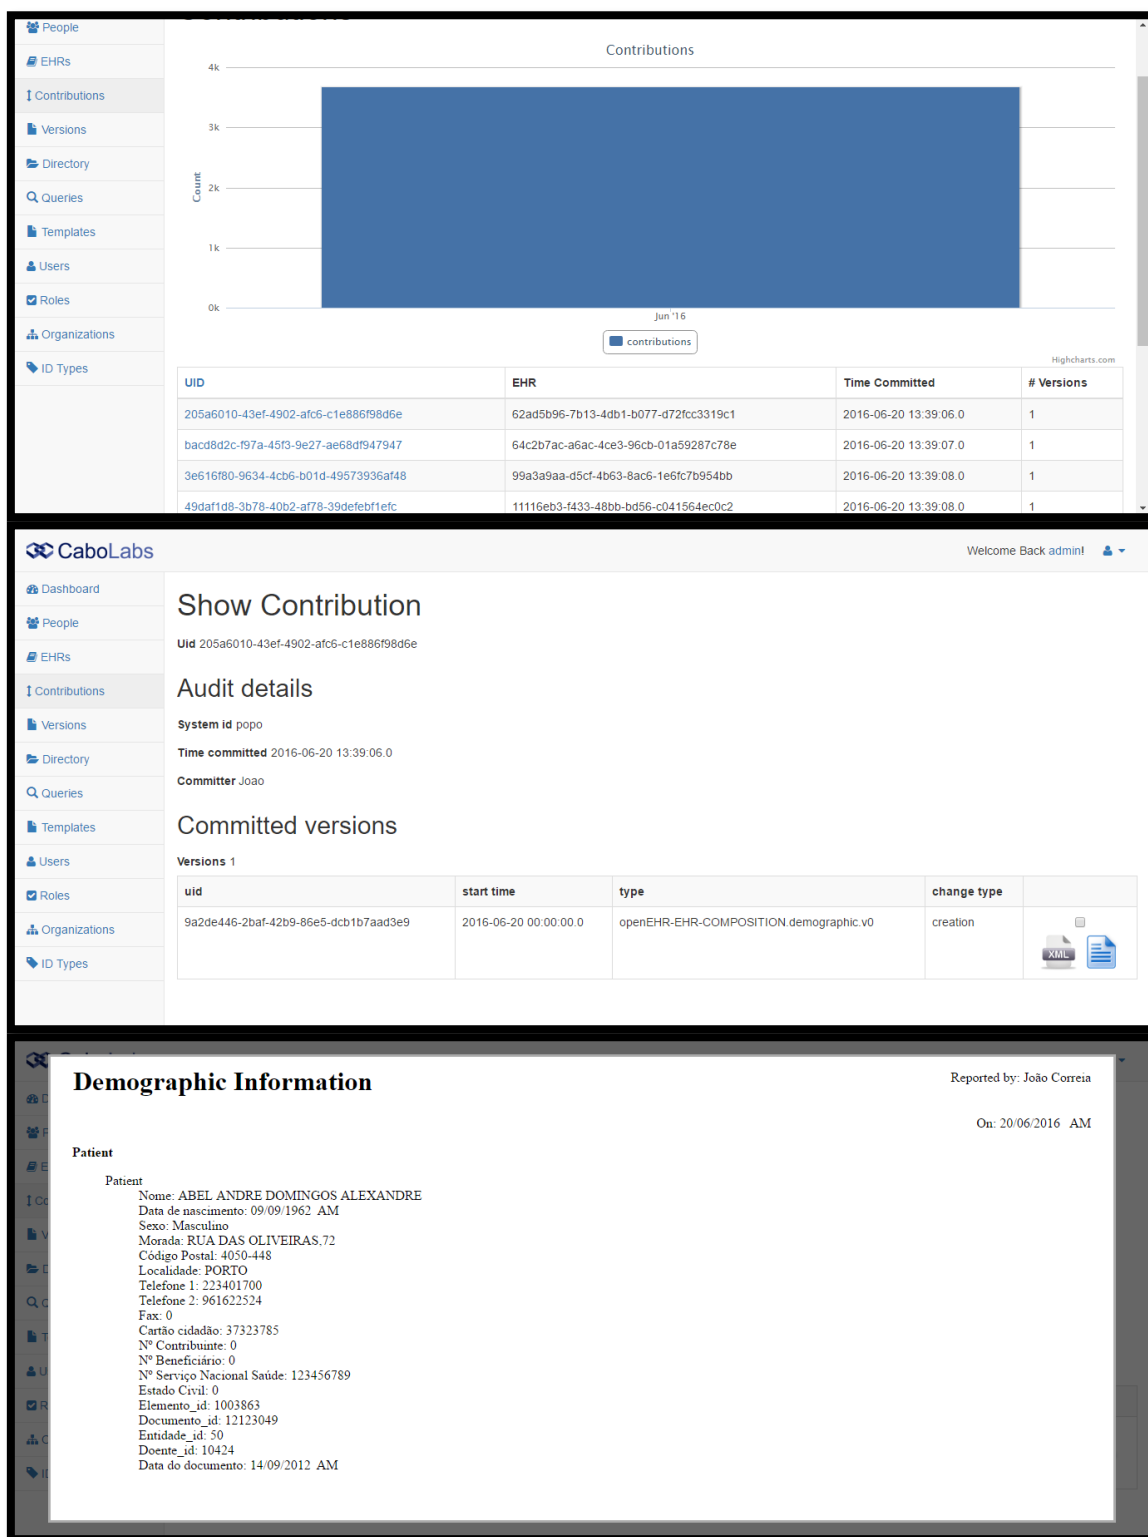 People
Contributions
EHRs
Contributions
Versions
Directory
Queries
Templates
Users
Roles
Organizations
ID Types
Contributions
4k
3k
2k
1k
0k
Count
Jun '16
contributions
Highcharts.com
UID EHR Time Committed # Versions
205a6010-43ef-4902-afc6-c1e886f98d6e 62ad5b96-7b13-4db1-b077-d72fcc3319c1 2016-06-20 13:39:06.0 1
bacd8d2c-f97a-45f3-9e27-ae68df947947 64c2b7ac-a6ac-4ce3-96cb-01a59287c78e 2016-06-20 13:39:07.0 1
3e616f80-9634-4cb6-b01d-49573936af48 99a3a9aa-d5cf-4b63-8ac6-1e6fc7b954bb 2016-06-20 13:39:08.0 1
49daf1d8-3b78-40b2-af78-39defebf1efc 11116eb3-f433-48bb-bd56-c041564ec0c2 2016-06-20 13:39:08.0 1
CaboLabs
Welcome Back admin!
Dashboard
People
EHRs
Contributions
Versions
Directory
Queries
Templates
Users
Roles
Organizations
ID Types
Show Contribution
Uid 205a6010-43ef-4902-afc6-c1e886f98d6e
Audit details
System id popo
Time committed 2016-06-20 13:39:06.0
Committer Joao
Committed versions
Versions 1
uid start time type change type
9a2de446-2baf-42b9-86e5-dcb1b7aad3e9 2016-06-20 00:00:00.0 openEHR-EHR-COMPOSITION.demographic.v0 creation
XML
Demographic Information
Reported by: João Correia
On: 20/06/2016 AM
Patient
Patient
Nome: ABEL ANDRE DOMINGOS ALEXANDRE
Data de nascimento: 09/09/1962 AM
Sexo: Masculino
Morada: RUA DAS OLIVEIRAS,72
Código Postal: 4050-448
Localidade: PORTO
Telefone 1: 223401700
Telefone 2: 961622524
Fax: 0
Cartão cidadão: 37323785
Nº Contribuinte: 0
Nº Beneficiário: 0
Nº Serviço Nacional Saúde: 123456789
Estado Civil: 0
Elemento_id: 1003863
Documento_id: 12123049
Entidade_id: 50
Doente_id: 10424
Data do documento: 14/09/2012 AM